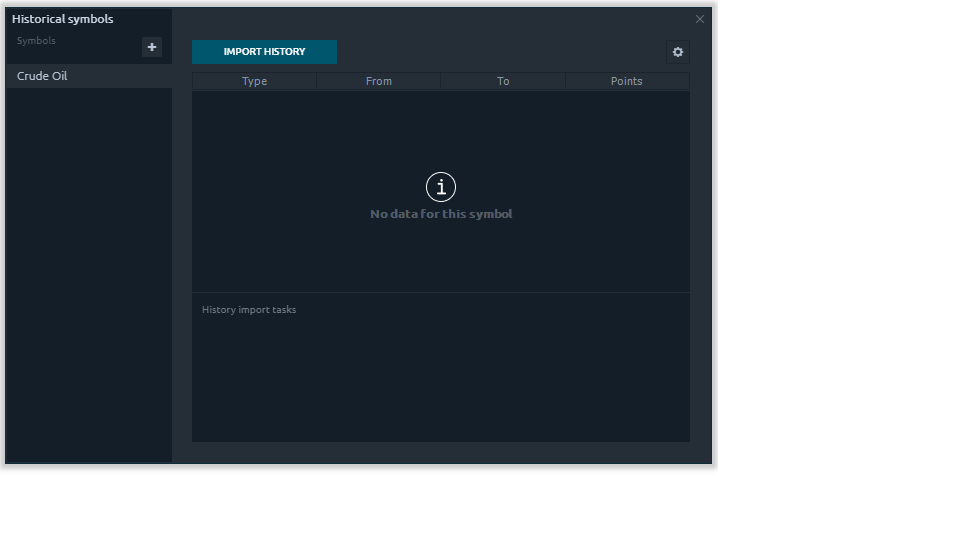 Historical symbols
Symbols
+
Crude Oil
IMPORT HISTORY
Type From To Points
i
No data for this symbol
History import tasks